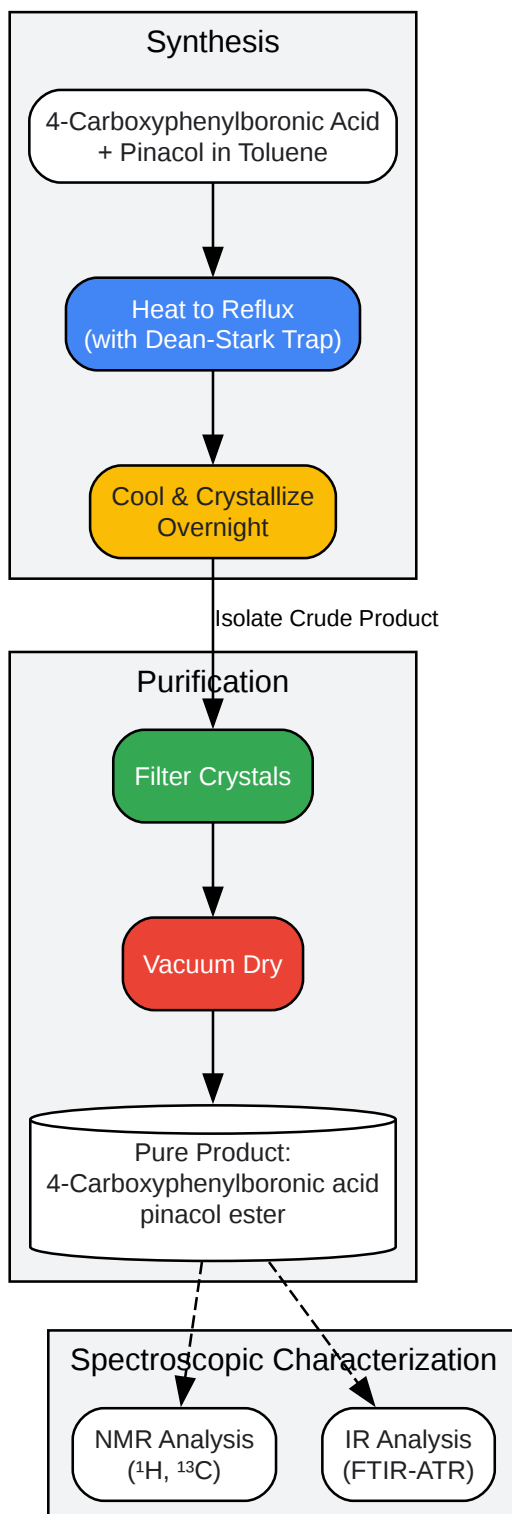 Synthesis
4-Carboxyphenylboronic Acid
+ Pinacol in Toluene
Heat to Reflux
(with Dean-Stark Trap)
Cool & Crystallize
Overnight
Isolate Crude Product
Purification
Filter Crystals
Vacuum Dry
Pure Product:
4-Carboxyphenylboronic acid
pinacol ester
Spectroscopic Characterization
NMR Analysis
(¹H, ¹³C)
IR Analysis
(FTIR-ATR)